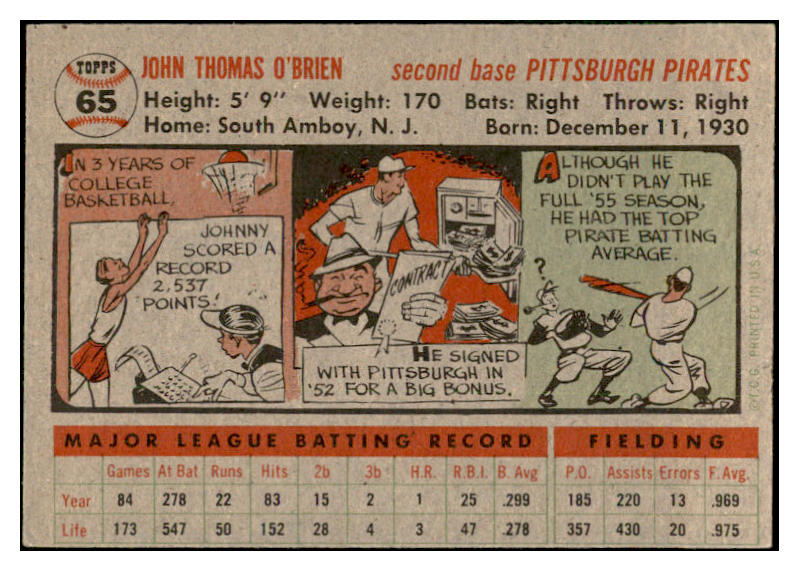 TOPPS
65
JOHN THOMAS O'BRIEN second base PITTSBURGH PIRATES
Height: 5' 9" Weight: 170 Bats: Right Throws: Right
Home: South Amboy, N. J. Born: December 11, 1930
IN 3 YEARS OF
COLLEGE
BASKETBALL,
JOHNNY
SCORED A
RECORD
2,537
POINTS!
CONTRACT
HE SIGNED
WITH PITTSBURGH IN
'52 FOR A BIG BONUS.
ALTHOUGH HE
DIDN'T PLAY THE
FULL '55 SEASON,
HE HAD THE TOP
PIRATE BATTING
AVERAGE.
?
©T.C.G. PRINTED IN U.S.A.
MAJOR LEAGUE BATTING RECORD FIELDING
Games At Bat Runs Hits 2b 3b H.R. R.B.I. B. Avg P.O. Assists Errors F. Avg.
Year 84 278 22 83 15 2 1 25 .299 185 220 13 .969
Life 173 547 50 152 28 4 3 47 .278 357 430 20 .975